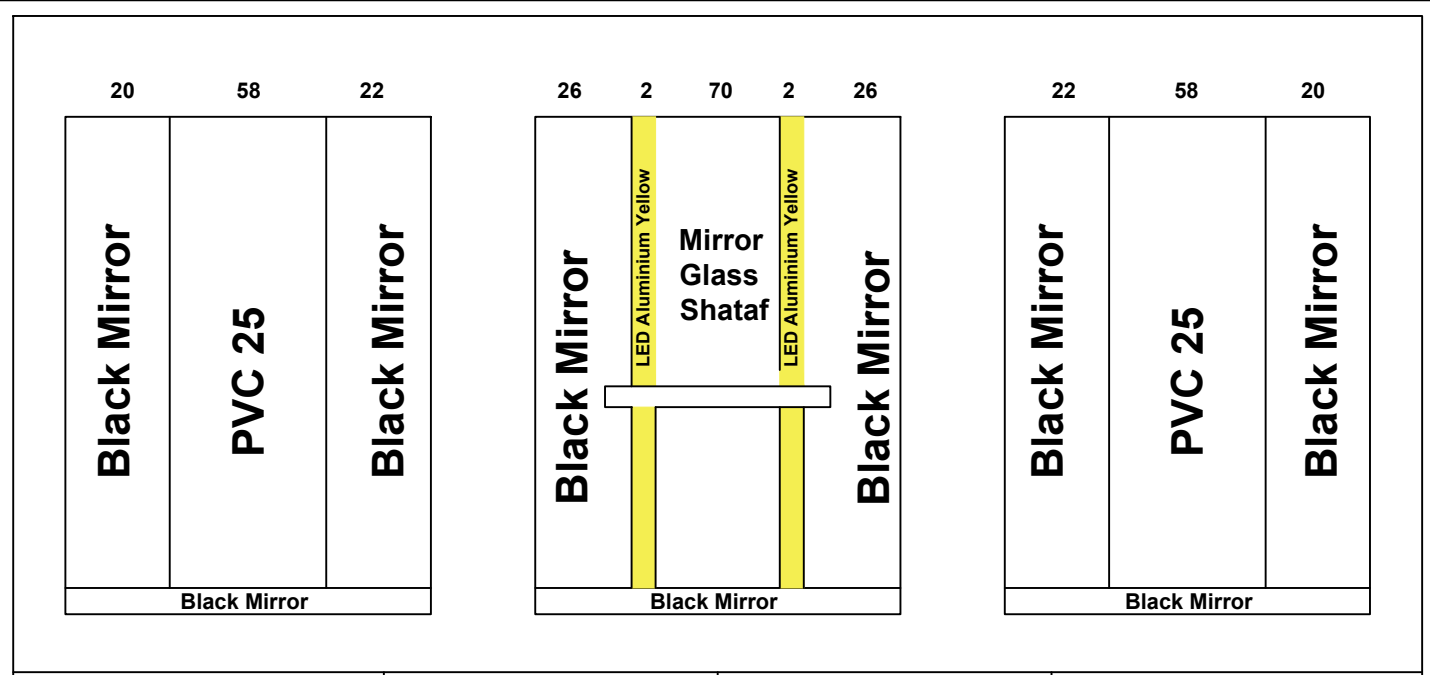 20 58 22
Black Mirror
PVC 25
Black Mirror
Black Mirror
26 2 70 2 26
Black Mirror
LED Aluminium Yellow
Mirror
Glass
Shataf
LED Aluminium Yellow
Black Mirror
Black Mirror
22 58 20
Black Mirror
PVC 25
Black Mirror
Black Mirror